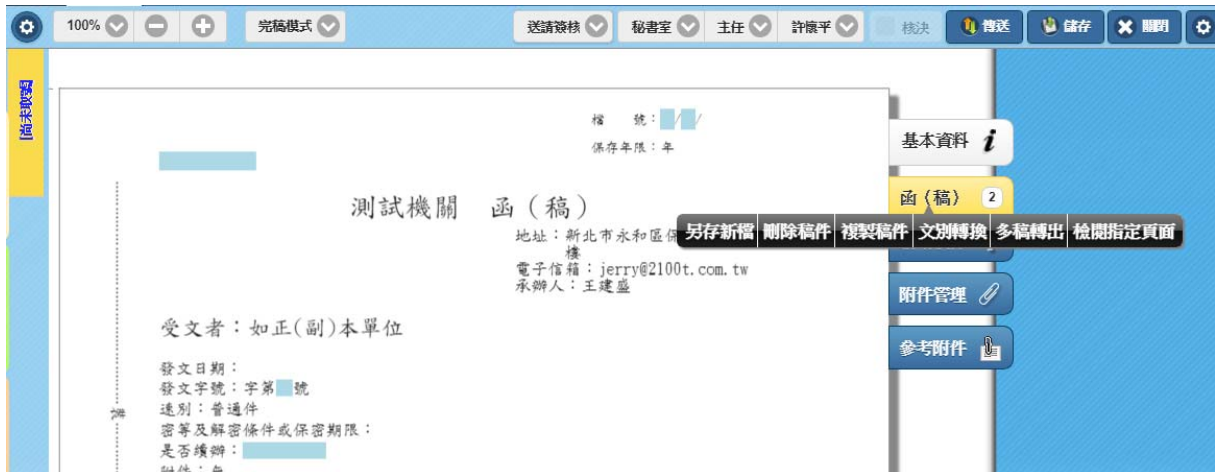 100% 完稿模式 送請簽核 秘書室 主任 許懷平 核決 傳送 儲存 關閉
[尚未取號]
檔 號: / /
保存年限:年
基本資料 i
測試機關 函(稿)
函(稿) 2
另存新檔 刪除稿件 複製稿件 文別轉換 多稿轉出 檢閱指定頁面
地址:新北市永和區保
樓
電子信箱:jerry@2100t.com.tw
承辦人:王建盛
附件管理
受文者:如正(副)本單位
參考附件
發文日期:
發文字號:字第 號
速別:普通件
密等及解密條件或保密期限:
是否續辦:
附件:無